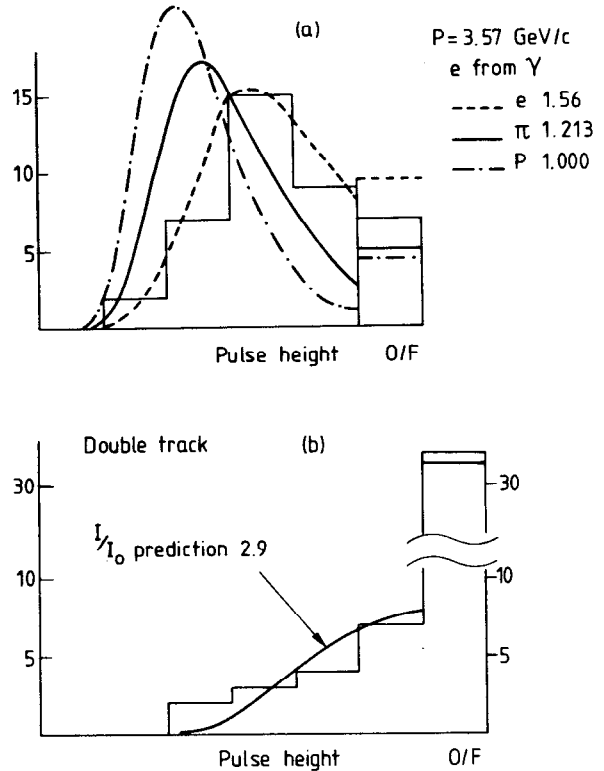 (a)
P=3.57 GeV/c
e from γ
e 1.56
π 1.213
P 1.000
15
10
5
Pulse height O/F
Double track (b)
I/I₀ prediction 2.9
30
10
5
30
10
5
Pulse height O/F